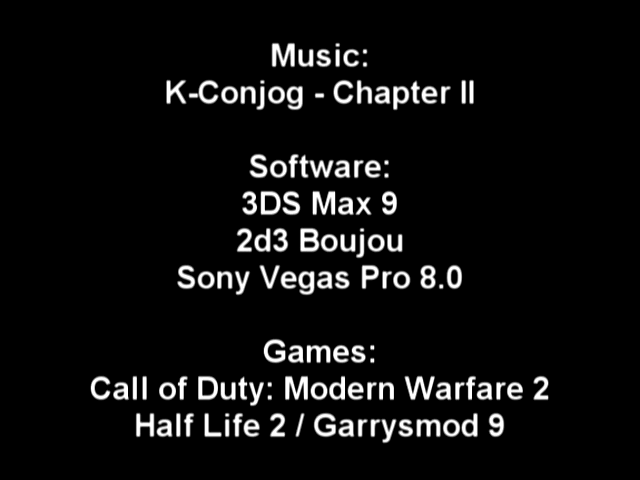 Music:
K-Conjog - Chapter II
Software:
3DS Max 9
2d3 Boujou
Sony Vegas Pro 8.0
Games:
Call of Duty: Modern Warfare 2
Half Life 2 / Garrysmod 9